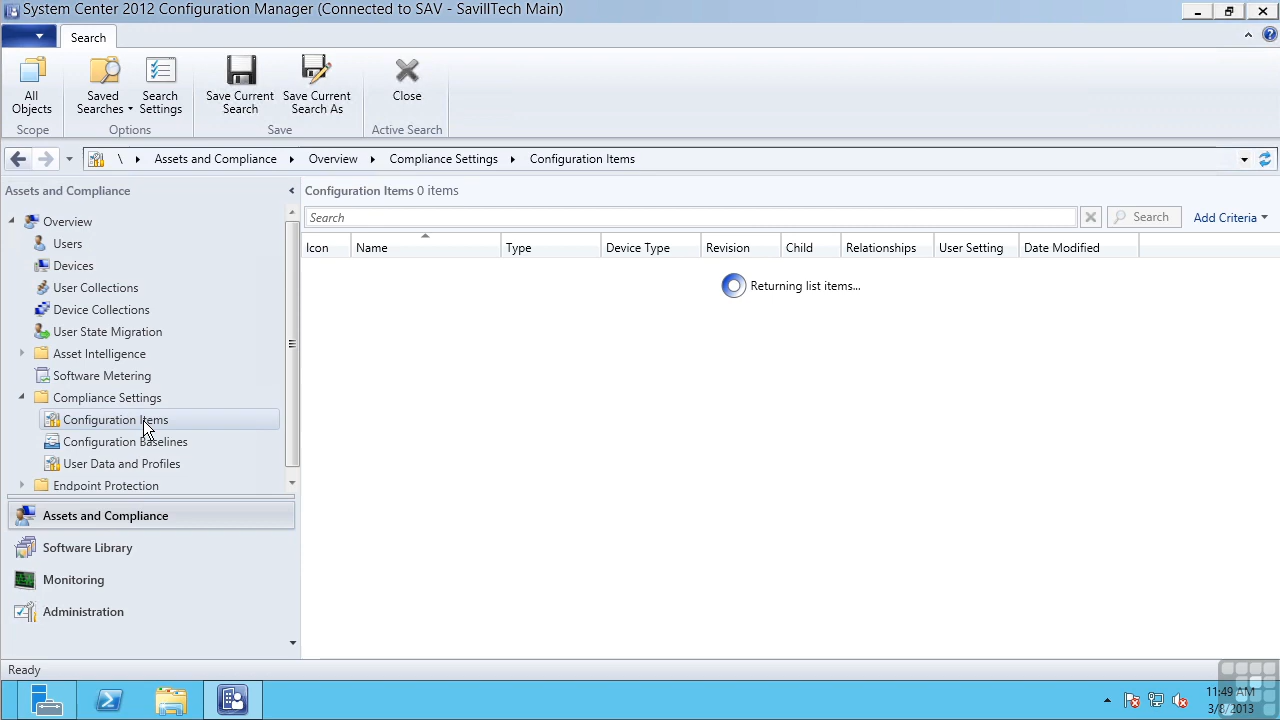 System Center 2012 Configuration Manager (Connected to SAV - SavillTech Main)
Search
All Objects
Saved Searches
Search Settings
Save Current Search
Save Current Search As
Close
Scope
Options
Save
Active Search
\ Assets and Compliance Overview Compliance Settings Configuration Items
Assets and Compliance
Overview
Users
Devices
User Collections
Device Collections
User State Migration
Asset Intelligence
Software Metering
Compliance Settings
Configuration Items
Configuration Baselines
User Data and Profiles
Endpoint Protection
Assets and Compliance
Software Library
Monitoring
Administration
Configuration Items 0 items
Search
Search
Add Criteria
Icon Name Type Device Type Revision Child Relationships User Setting Date Modified
Returning list items...
Ready
11:49 AM
3/8/2013